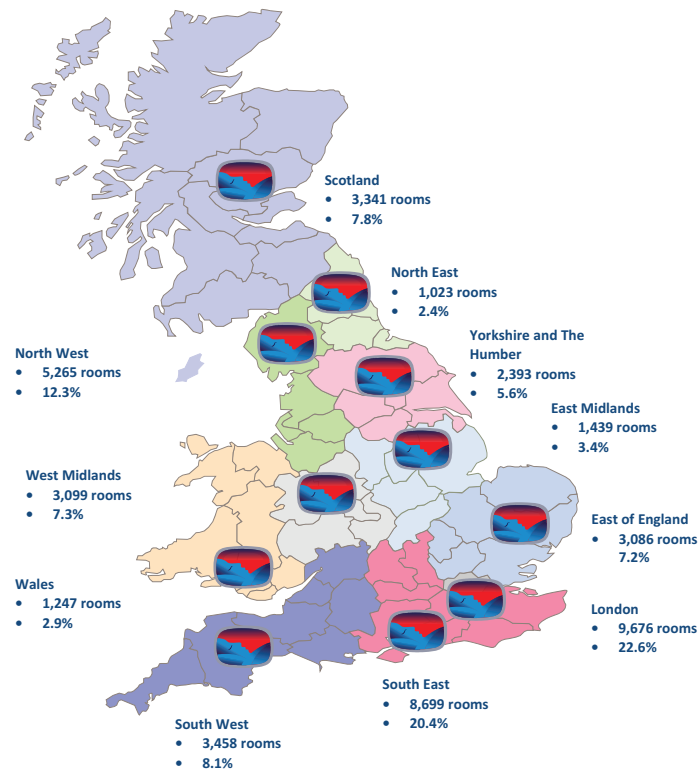 Scotland
• 3,341 rooms
• 7.8%
North East
• 1,023 rooms
• 2.4%
Yorkshire and The
Humber
• 2,393 rooms
• 5.6%
North West
• 5,265 rooms
• 12.3%
East Midlands
• 1,439 rooms
• 3.4%
West Midlands
• 3,099 rooms
• 7.3%
East of England
• 3,086 rooms
• 7.2%
Wales
• 1,247 rooms
• 2.9%
London
• 9,676 rooms
• 22.6%
South East
• 8,699 rooms
• 20.4%
South West
• 3,458 rooms
• 8.1%